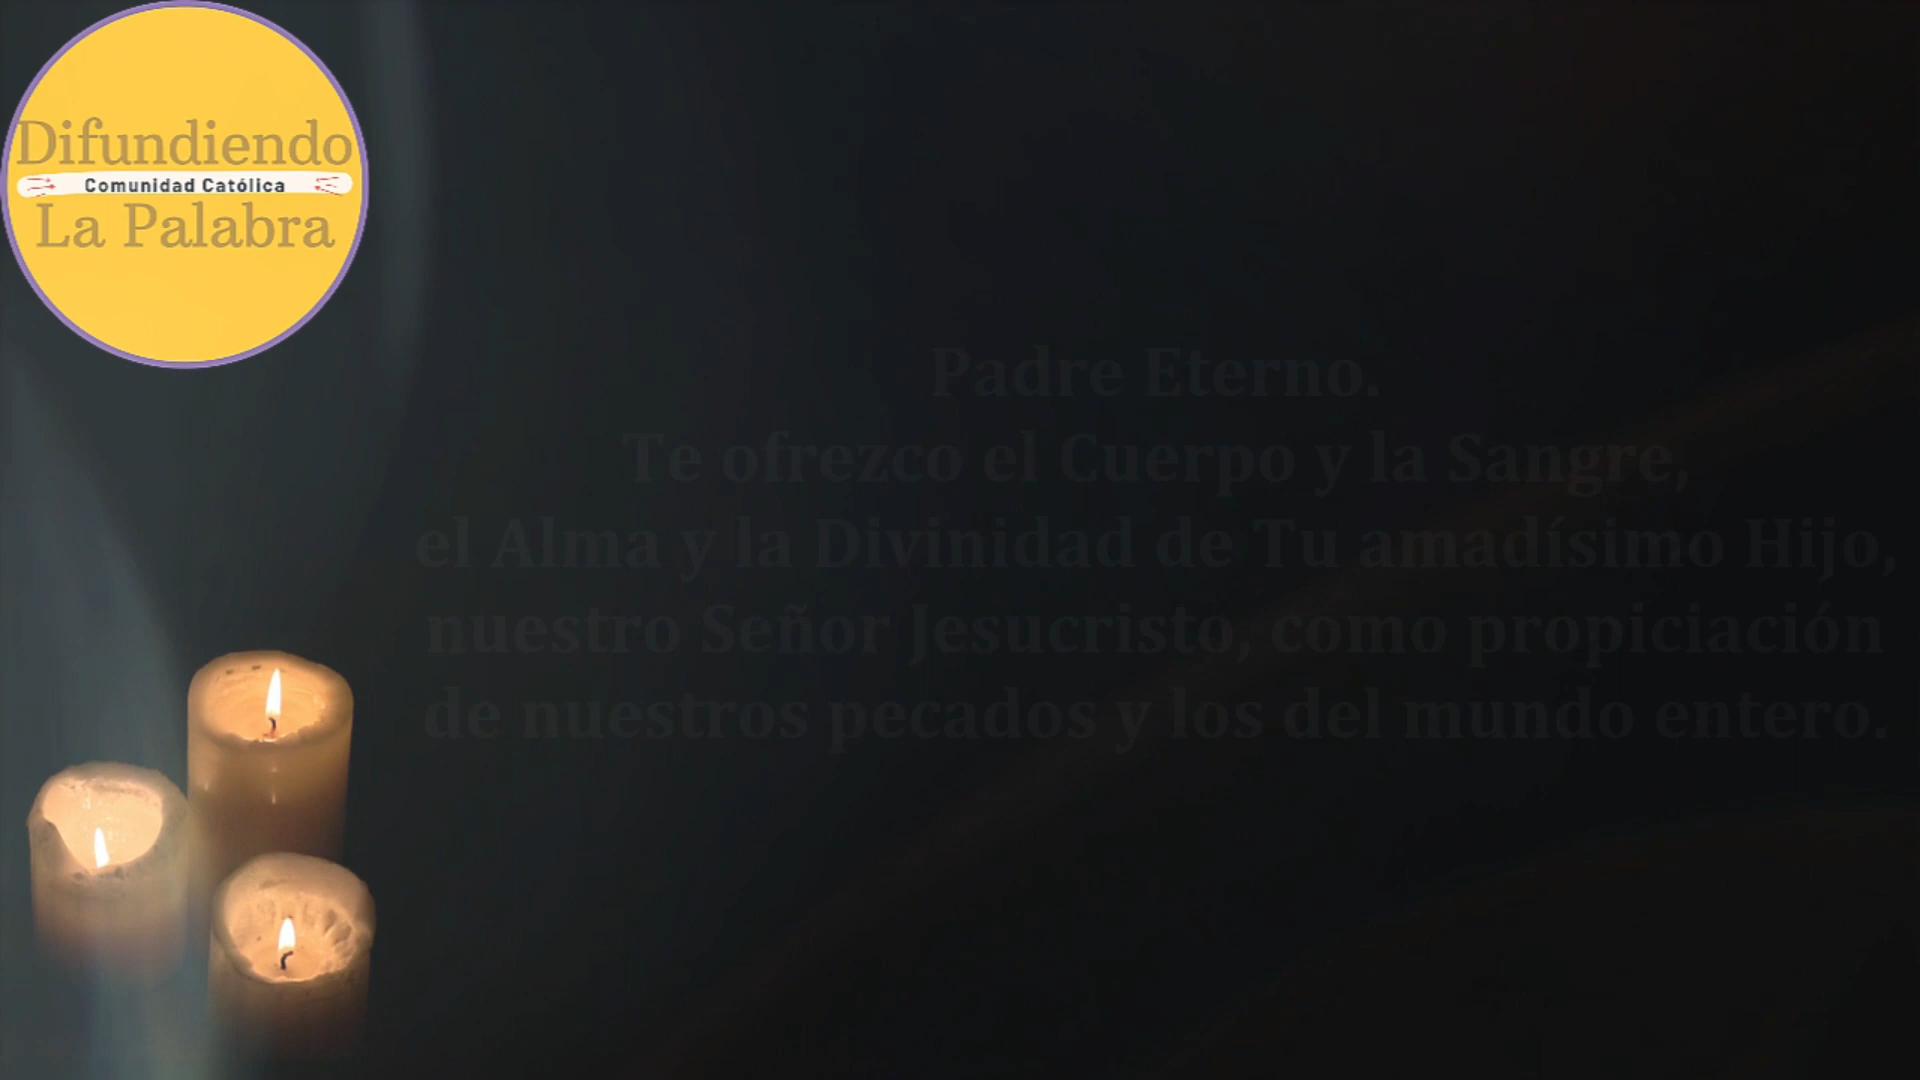 Difundiendo
Comunidad Católica
La Palabra
Padre Eterno.
Te ofrezco el Cuerpo y la Sangre,
el Alma y la Divinidad de Tu amadísimo Hijo,
nuestro Señor Jesucristo, como propiciación
de nuestros pecados y los del mundo entero.